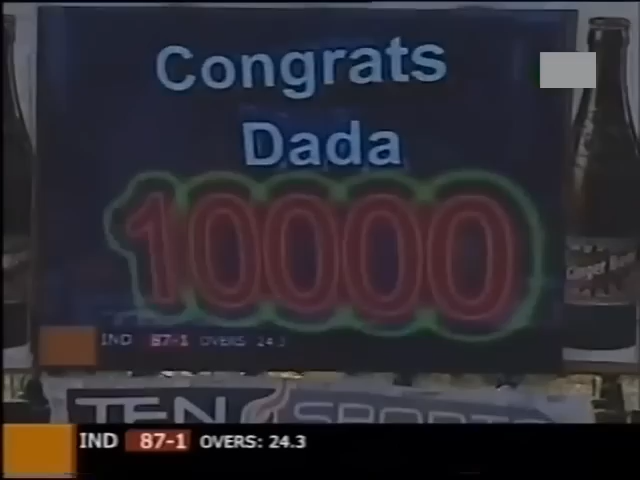 Congrats
Dada
10000
IND 87-1 OVERS: 24.3
TEN SPORTS
IND 87-1 OVERS: 24.3